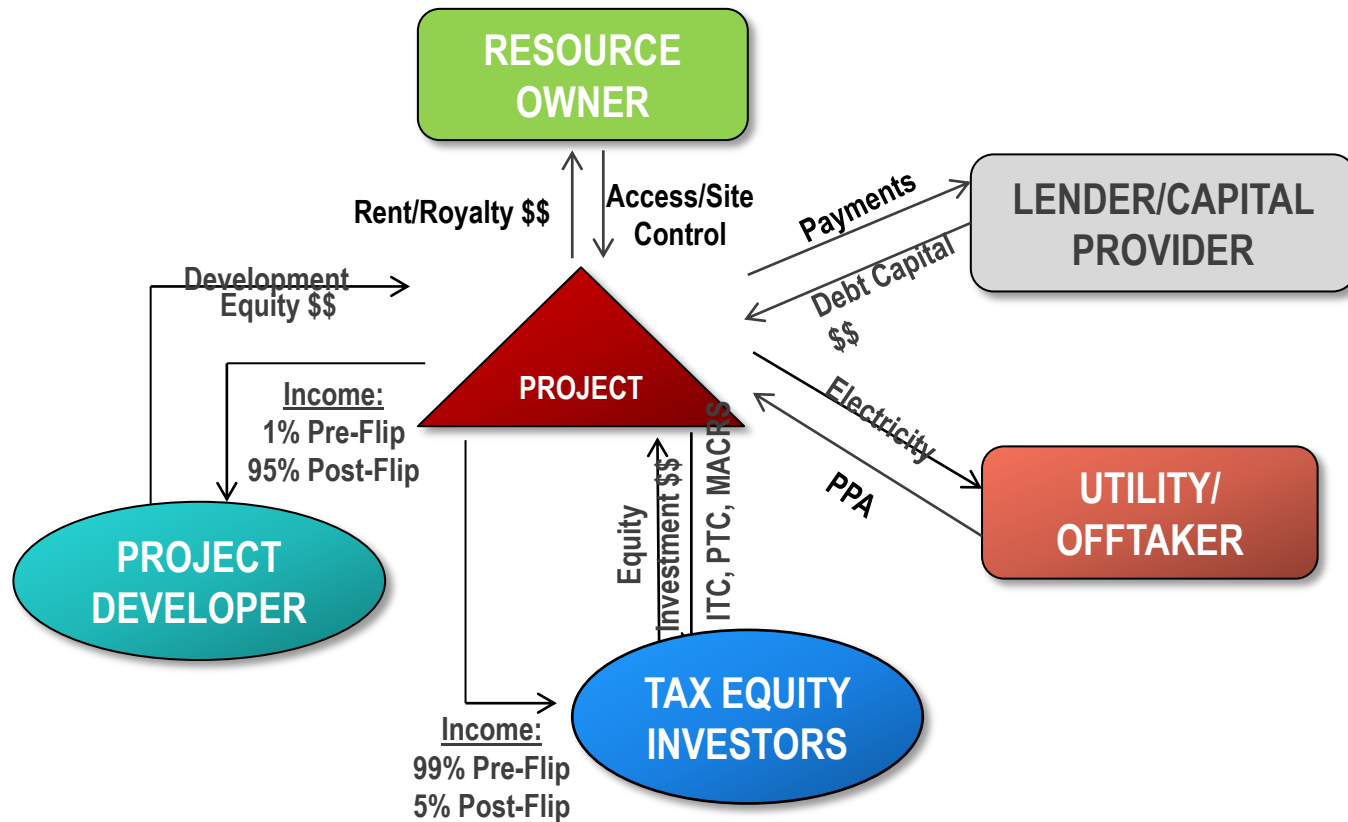 RESOURCE
OWNER
Rent/Royalty $$
Access/Site
Control
Payments
Debt Capital
$$
LENDER/CAPITAL
PROVIDER
Development
Equity $$
Income:
1% Pre-Flip
95% Post-Flip
PROJECT
Electricity
PPA
UTILITY/
OFFTAKER
PROJECT
DEVELOPER
Equity
Investment $$
ITC, PTC, MACRS
TAX EQUITY
INVESTORS
Income:
99% Pre-Flip
5% Post-Flip